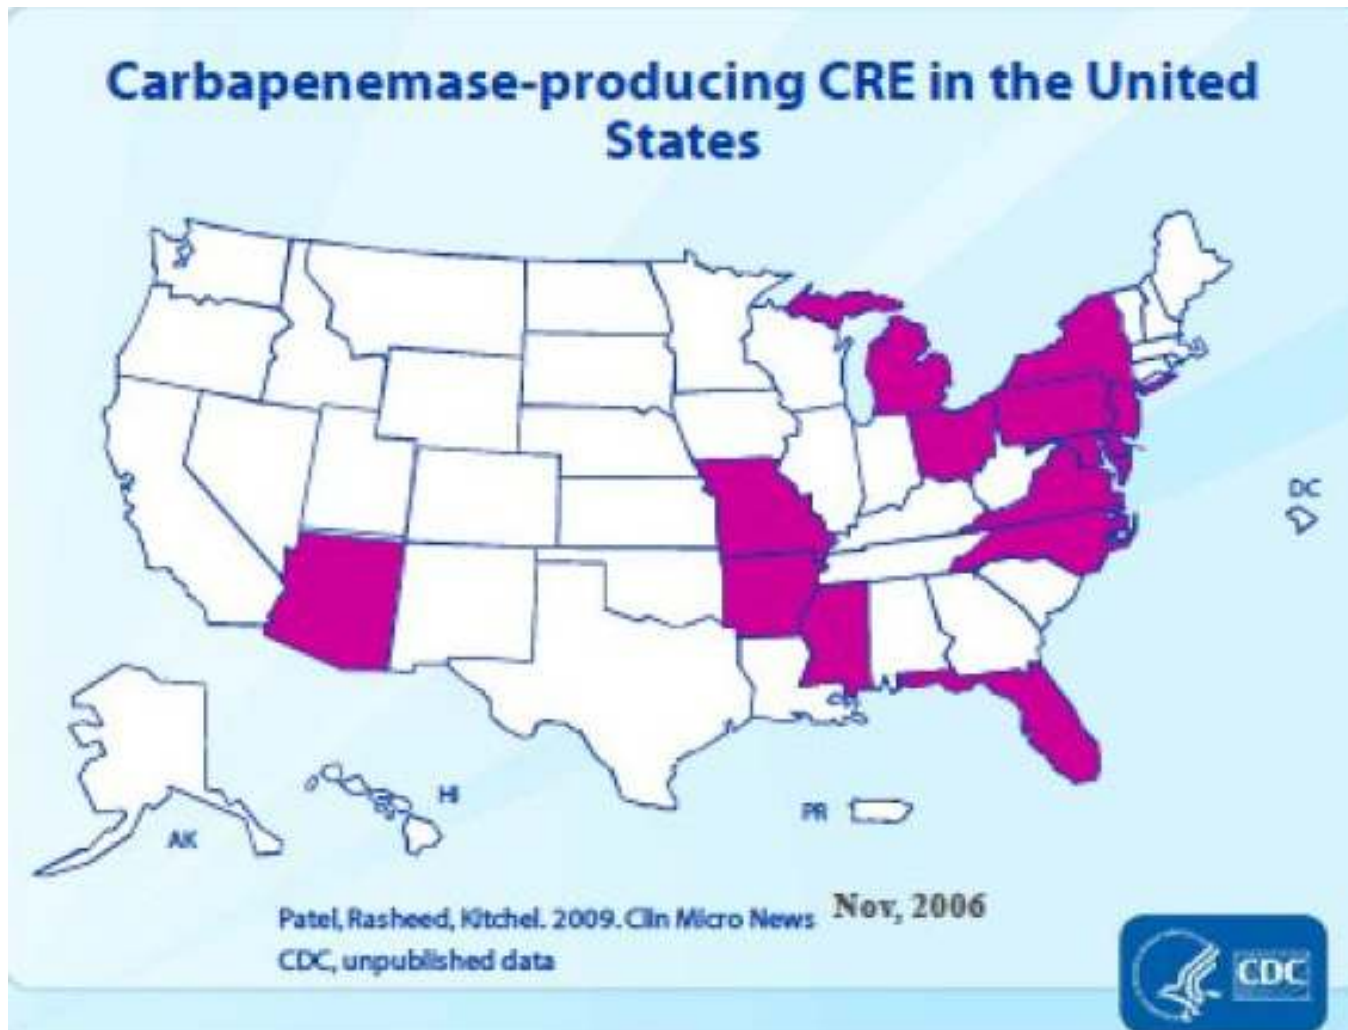 Carbapenemase-producing CRE in the United
States
DC
HI
PR
AK
Patel, Rasheed, Kitchel. 2009. Clin Micro News Nov, 2006
CDC, unpublished data
CDC